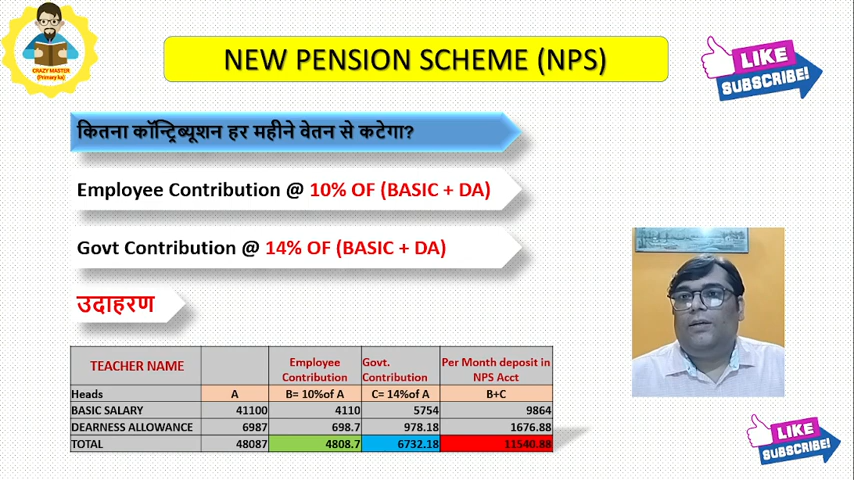 CRAZY MASTER
(Primary ka)
NEW PENSION SCHEME (NPS)
LIKE
SUBSCRIBE!
कितना कॉन्ट्रिब्यूशन हर महीने वेतन से कटेगा?
Employee Contribution @ 10% OF (BASIC + DA)
Govt Contribution @ 14% OF (BASIC + DA)
उदाहरण
TEACHER NAME Employee Contribution Govt. Contribution Per Month deposit in NPS Acct
Heads A B= 10%of A C= 14%of A B+C
BASIC SALARY 41100 4110 5754 9864
DEARNESS ALLOWANCE 6987 698.7 978.18 1676.88
TOTAL 48087 4808.7 6732.18 11540.88
LIKE
SUBSCRIBE!